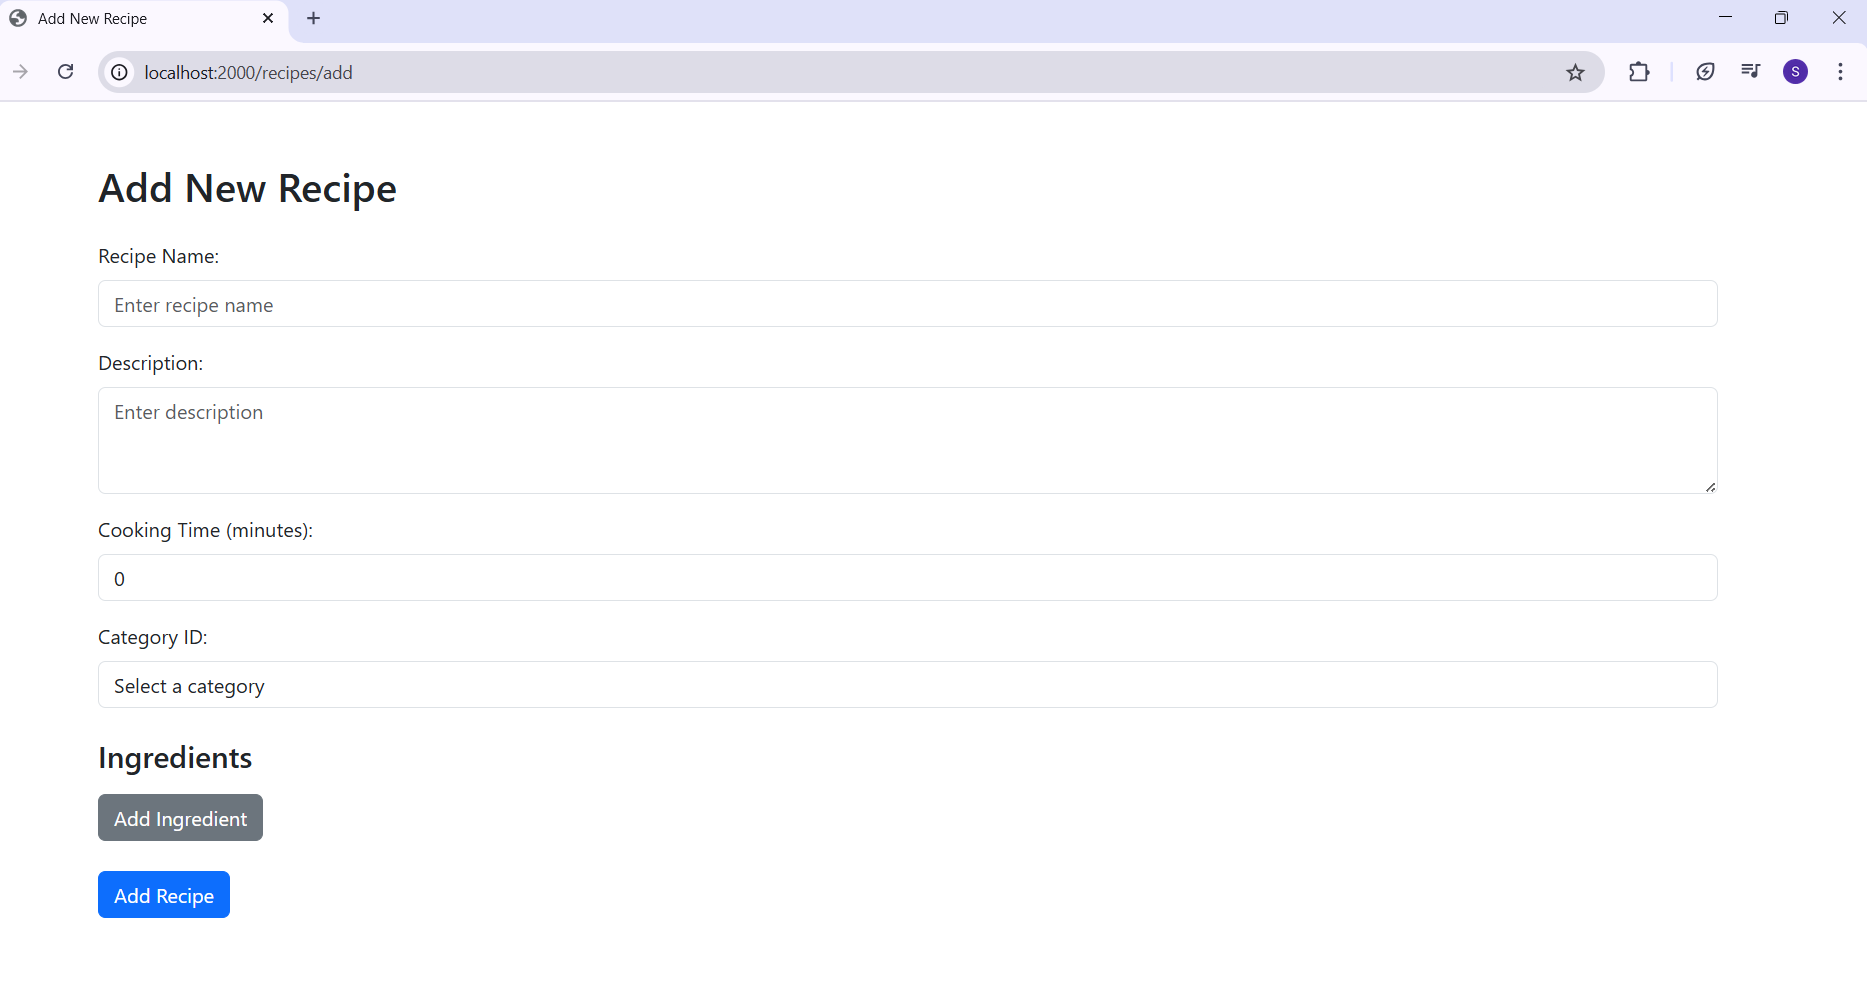 Add New Recipe
localhost:2000/recipes/add
S
Add New Recipe
Recipe Name:
Enter recipe name
Description:
Enter description
Cooking Time (minutes):
0
Category ID:
Select a category
Ingredients
Add Ingredient
Add Recipe